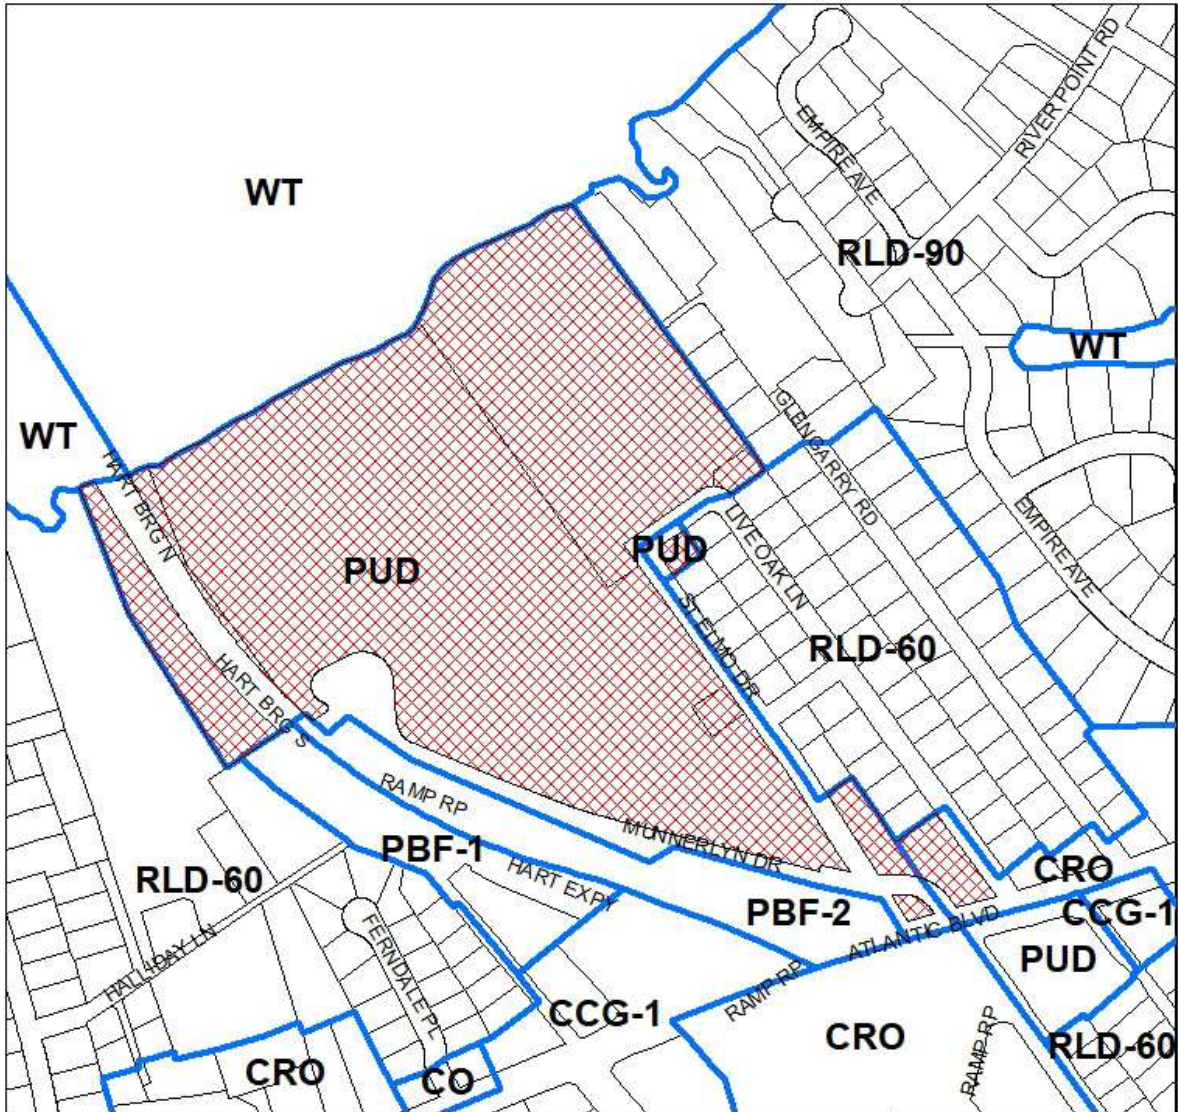 RIVER POINT RD
EMPIRE AVE
WT
RLD-90
WT
WT
GLENGARRY RD
HART BRG N
PUD
PUD
LIVE OAK LN
EMPIRE AVE
ST ELMO DR
RLD-60
HART BRG S
RAMP RP
MUNNERLYN DR
PBF-1
HART EXPY
RLD-60
CRO
PBF-2
CCG-1
ATLANTIC BLVD
FERNDALE PL
HALLIDAY LN
PUD
RAMP RP
CCG-1
CRO
RAMP RP
RLD-60
CRO
CO